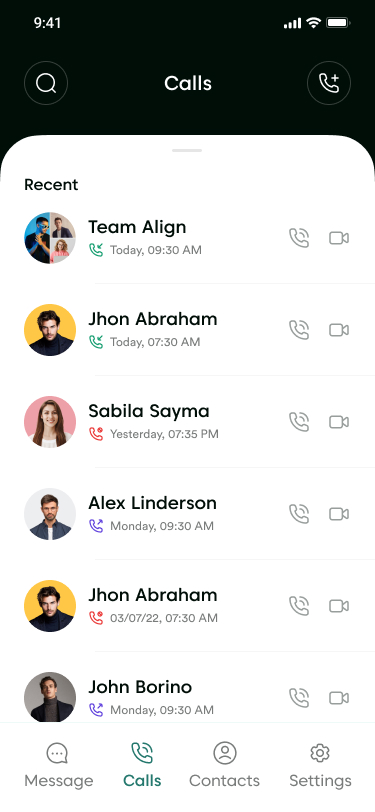 9:41
Calls
Recent
Team Align
Today, 09:30 AM
Jhon Abraham
Today, 07:30 AM
Sabila Sayma
Yesterday, 07:35 PM
Alex Linderson
Monday, 09:30 AM
Jhon Abraham
03/07/22, 07:30 AM
John Borino
Monday, 09:30 AM
Message Calls Contacts Settings